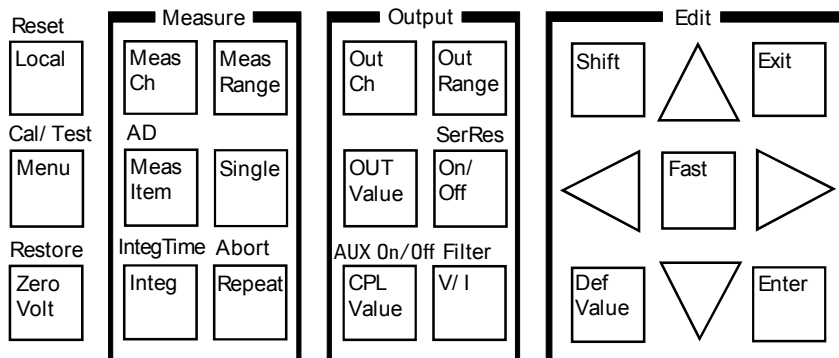 Measure
Output
Edit
Reset
Local
Meas
Ch
Meas
Range
Out
Ch
Out
Range
Shift
Exit
Cal/ Test
AD
SerRes
Menu
Meas
Item
Single
OUT
Value
On/
Off
Fast
Restore
IntegTime
Abort
AUX On/Off
Filter
Zero
Volt
Integ
Repeat
CPL
Value
V/ I
Def
Value
Enter